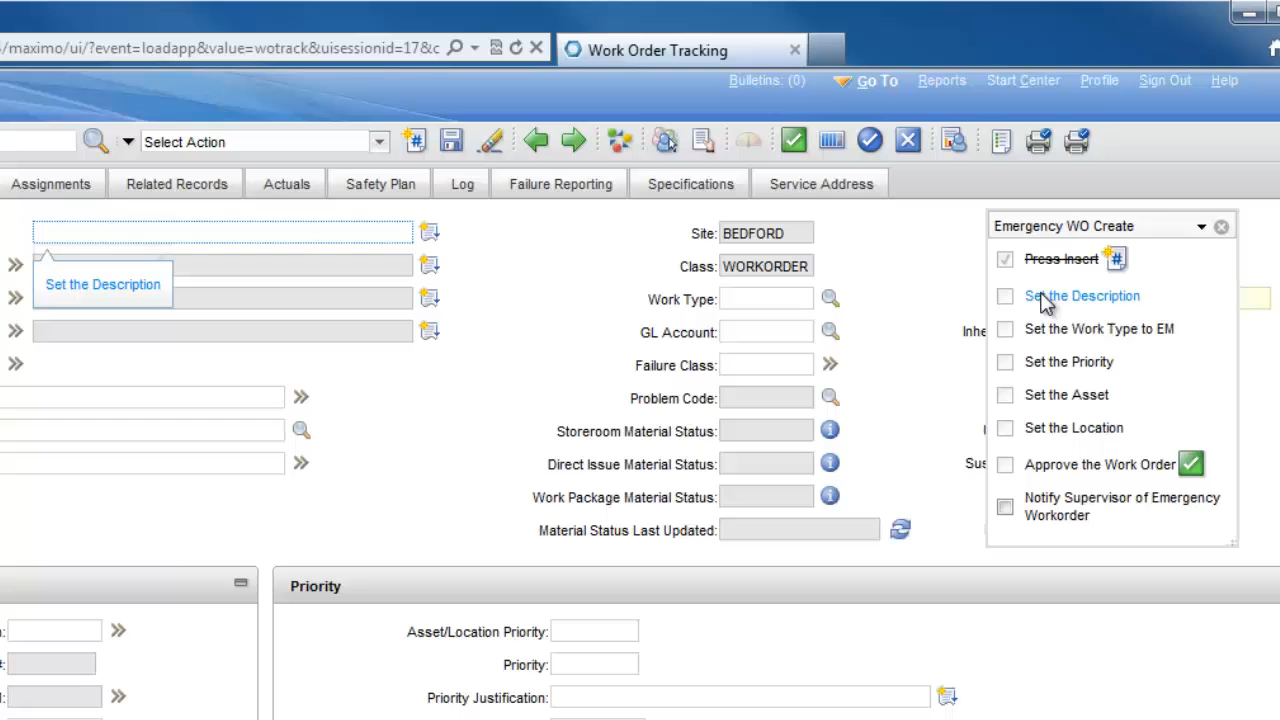 4/maximo/ui/?event=loadapp&value=wotrack&uisessionid=17&c
Work Order Tracking
Bulletins: (0) Go To Reports Start Center Profile Sign Out Help
Select Action
Assignments Related Records Actuals Safety Plan Log Failure Reporting Specifications Service Address
Set the Description
Site: BEDFORD
Class: WORKORDER
Work Type:
GL Account:
Failure Class:
Problem Code:
Storeroom Material Status:
Direct Issue Material Status:
Work Package Material Status:
Material Status Last Updated:
Inhe
Sus
Emergency WO Create
Press Insert
Set the Description
Set the Work Type to EM
Set the Priority
Set the Asset
Set the Location
Approve the Work Order
Notify Supervisor of Emergency
Workorder
Priority
Asset/Location Priority:
Priority:
Priority Justification: